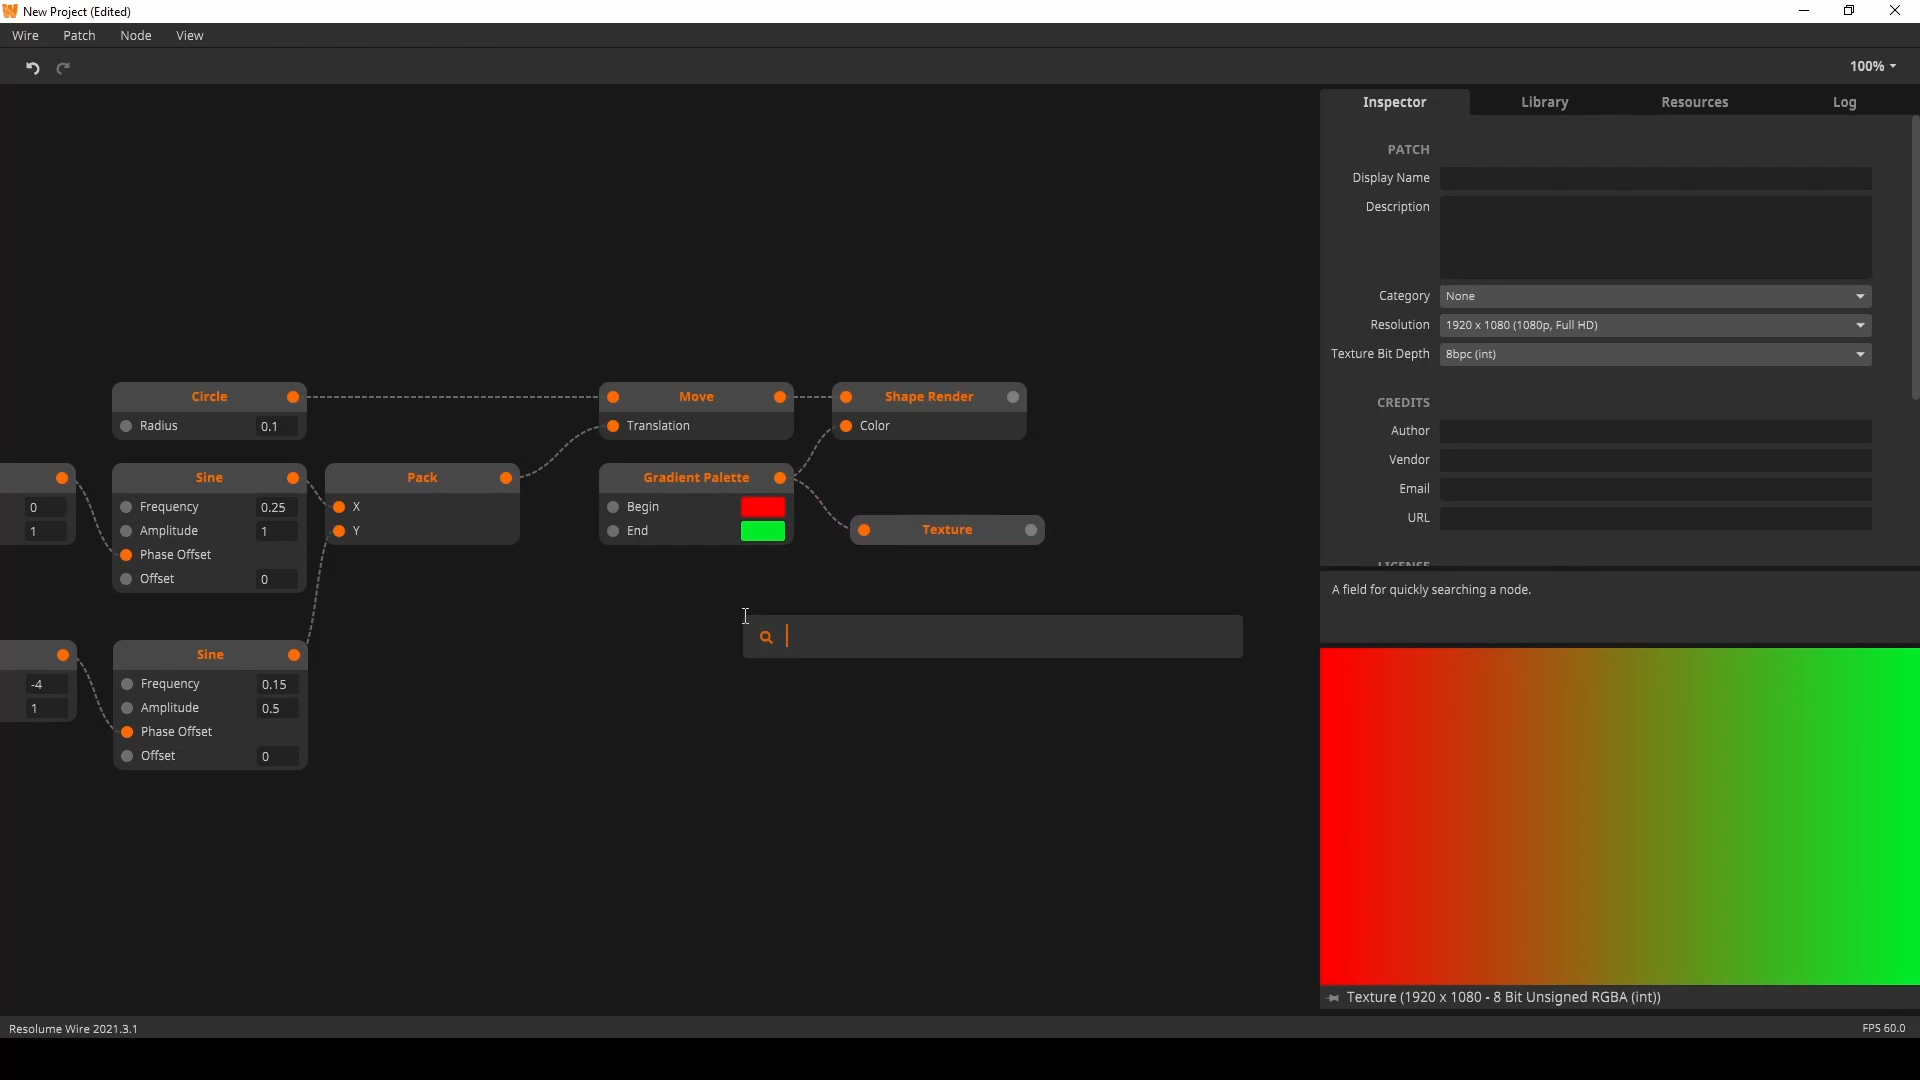 New Project (Edited)
Wire Patch Node View
100%
Inspector Library Resources Log
PATCH
Display Name
Description
Category None
Resolution 1920 x 1080 (1080p, Full HD)
Texture Bit Depth 8bpc (int)
CREDITS
Author
Vendor
Email
URL
LICENSE
A field for quickly searching a node.
Texture (1920 x 1080 - 8 Bit Unsigned RGBA (int))
Circle
Radius 0.1
Move
Translation
Shape Render
Color
0
1
Sine
Frequency 0.25
Amplitude 1
Phase Offset
Offset 0
Pack
X
Y
Gradient Palette
Begin
End
Texture
-4
1
Sine
Frequency 0.15
Amplitude 0.5
Phase Offset
Offset 0
Resolume Wire 2021.3.1
FPS 60.0